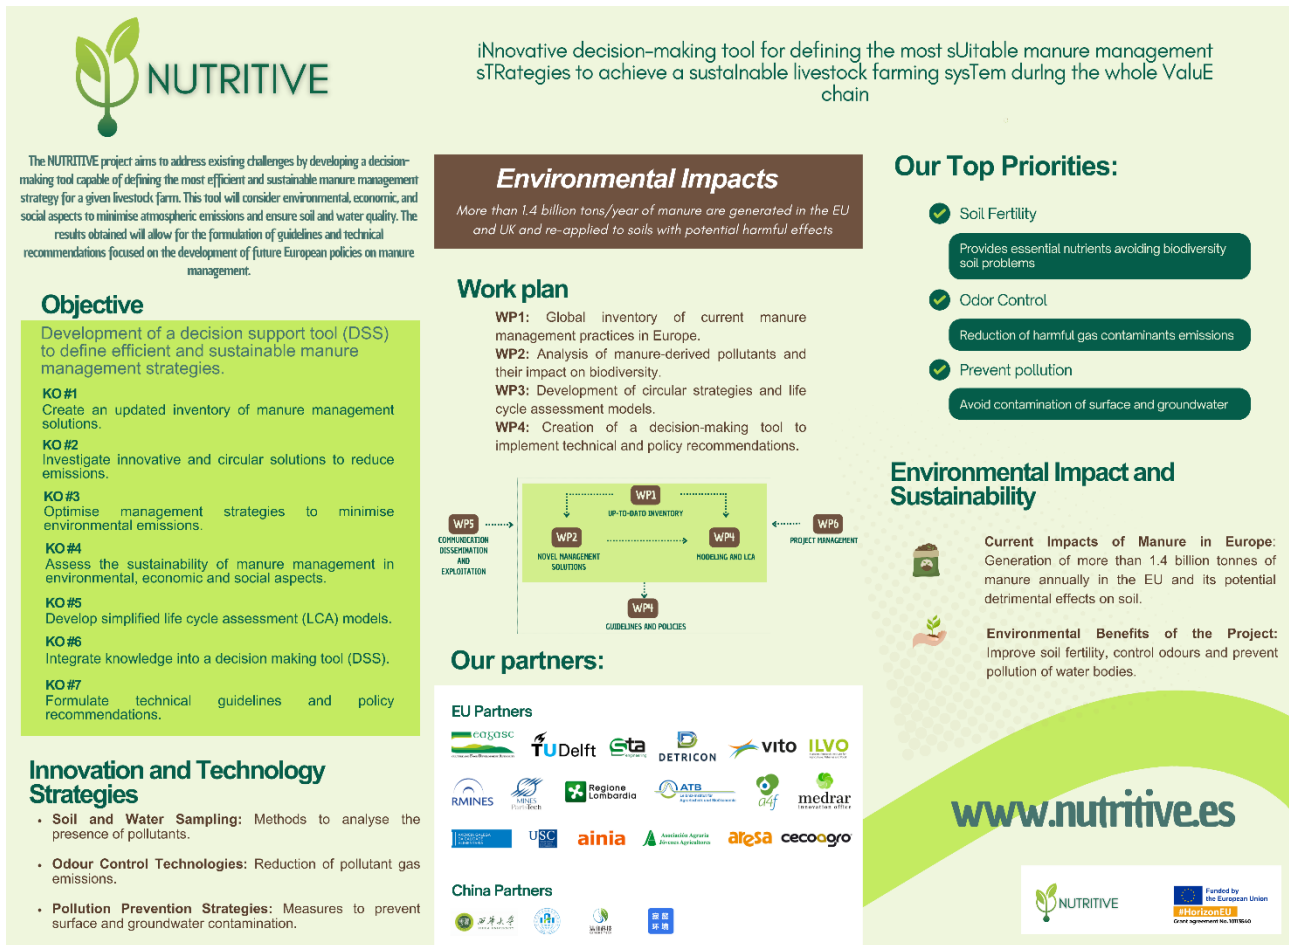 NUTRITIVE
iNnovative decision-making tool for defining the most sUitable manure management
sTRategies to achieve a sustaInable livestock farming sysTem durIng the whole ValuE
chain
The NUTRITIVE project aims to address existing challenges by developing a decision-
making tool capable of defining the most efficient and sustainable manure management
strategy for a given livestock farm. This tool will consider environmental, economic, and
social aspects to minimise atmospheric emissions and ensure soil and water quality. The
results obtained will allow for the formulation of guidelines and technical
recommendations focused on the development of future European policies on manure
management.
Objective
Development of a decision support tool (DSS)
to define efficient and sustainable manure
management strategies.
KO #1
Create an updated inventory of manure management
solutions.
KO #2
Investigate innovative and circular solutions to reduce
emissions.
KO #3
Optimise management strategies to minimise
environmental emissions.
KO #4
Assess the sustainability of manure management in
environmental, economic and social aspects.
KO #5
Develop simplified life cycle assessment (LCA) models.
KO #6
Integrate knowledge into a decision making tool (DSS).
KO #7
Formulate technical guidelines and policy
recommendations.
Innovation and Technology
Strategies
• Soil and Water Sampling: Methods to analyse the
presence of pollutants.
• Odour Control Technologies: Reduction of pollutant gas
emissions.
• Pollution Prevention Strategies: Measures to prevent
surface and groundwater contamination.
Environmental Impacts
More than 1.4 billion tons/year of manure are generated in the EU
and UK and re-applied to soils with potential harmful effects
Work plan
WP1: Global inventory of current manure
management practices in Europe.
WP2: Analysis of manure-derived pollutants and
their impact on biodiversity.
WP3: Development of circular strategies and life
cycle assessment models.
WP4: Creation of a decision-making tool to
implement technical and policy recommendations.
WP1
UP-TO-DATO INVENTORY
WP5
COMMUNICATION
DISSEMINATION
AND
EXPLOITATION
WP2
NOVEL MANAGEMENT
SOLUTIONS
WP4
MODELING AND LCA
WP6
PROJECT MANAGEMENT
WP4
GUIDELINES AND POLICIES
Our partners:
EU Partners
eagasc
TU Delft
sta
DETRICON
vito
ILVO
RMINES
MINES
ParisTech
Regione
Lombardia
ATB
a4f
medrar
innovation office
USC
ainia
Asociación Agraria
Jóvenes Agricultores
aresa
cecoagro
China Partners
Our Top Priorities:
Soil Fertility
Provides essential nutrients avoiding biodiversity
soil problems
Odor Control
Reduction of harmful gas contaminants emissions
Prevent pollution
Avoid contamination of surface and groundwater
Environmental Impact and
Sustainability
Current Impacts of Manure in Europe:
Generation of more than 1.4 billion tonnes of
manure annually in the EU and its potential
detrimental effects on soil.
Environmental Benefits of the Project:
Improve soil fertility, control odours and prevent
pollution of water bodies.
www.nutritive.es
NUTRITIVE
Funded by
the European Union
#HorizonEU
Grant agreement No.